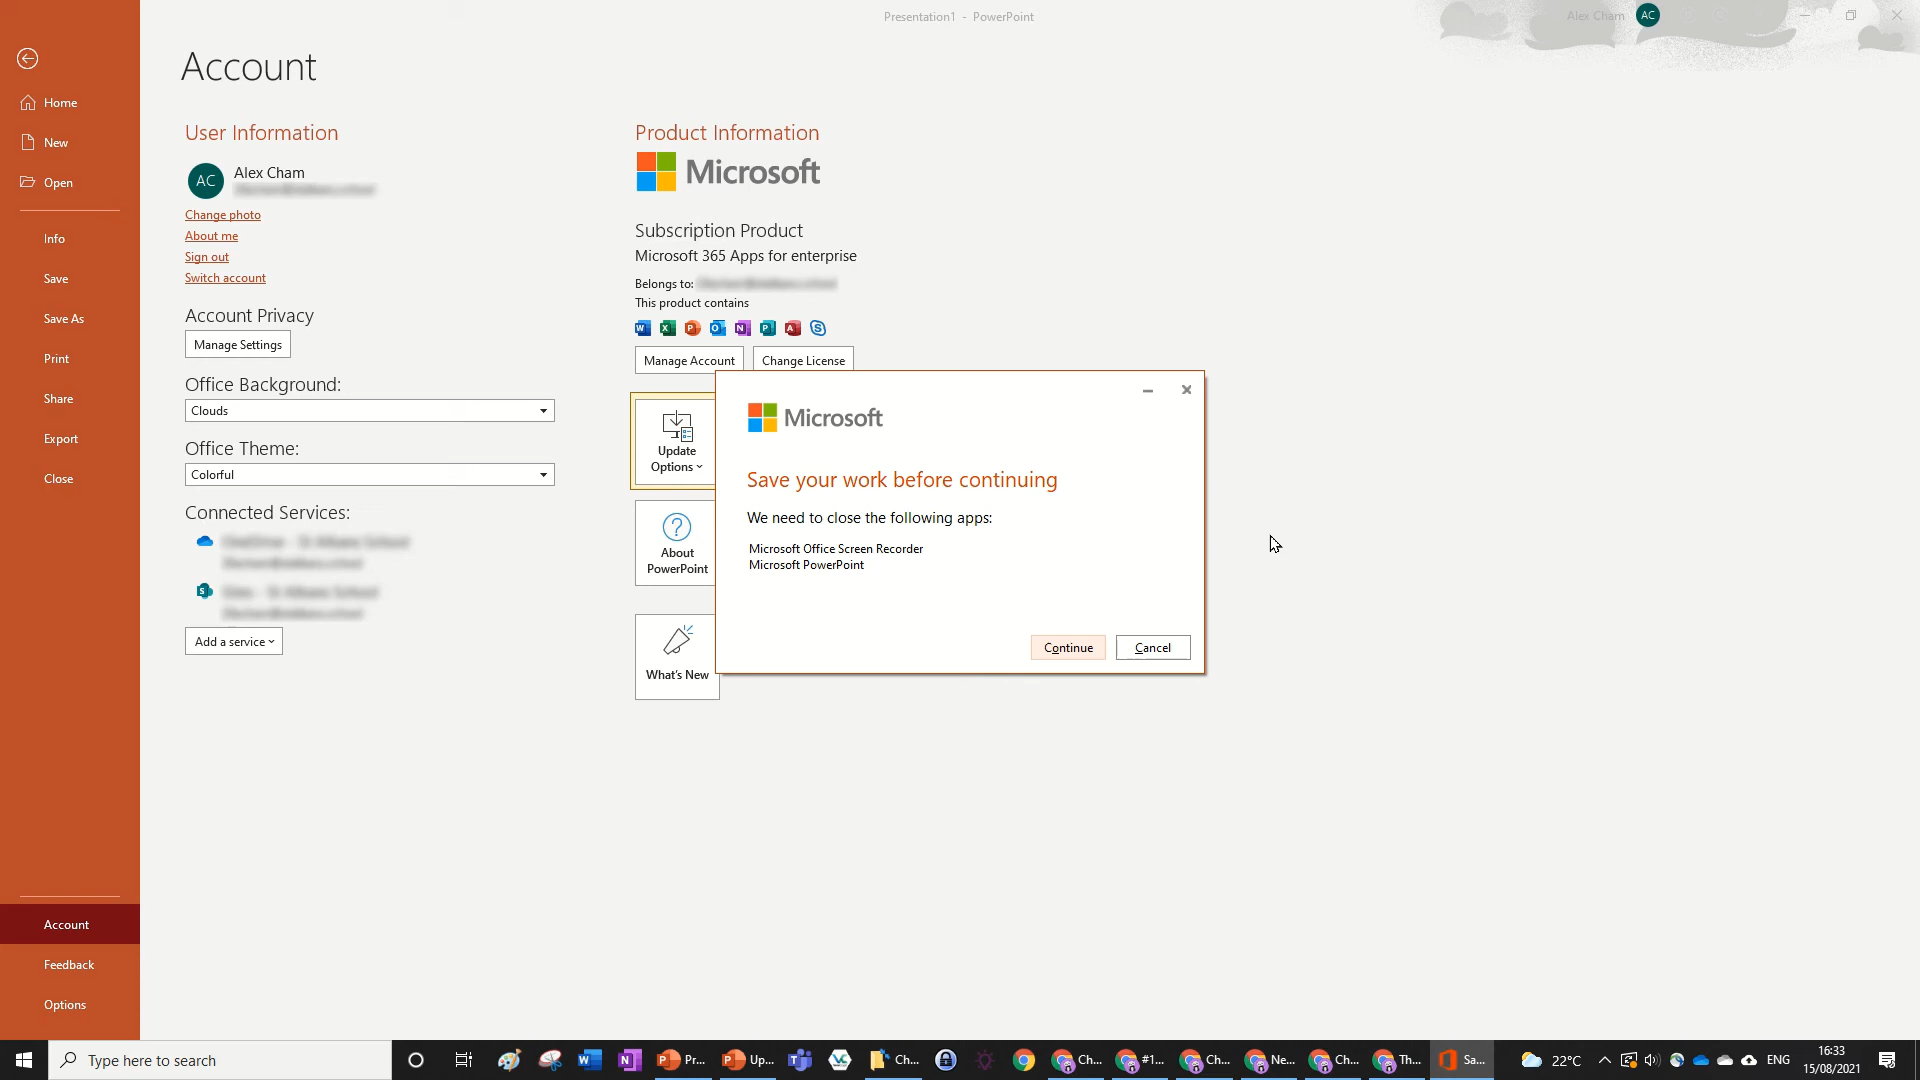 Presentation1 - PowerPoint
Alex Cham
AC
Account
Home
New
Open
Info
Save
Save As
Print
Share
Export
Close
Account
Feedback
Options
User Information
AC
Alex Cham
Change photo
About me
Sign out
Switch account
Account Privacy
Manage Settings
Office Background:
Clouds
Office Theme:
Colorful
Connected Services:
Add a service
Product Information
Microsoft
Subscription Product
Microsoft 365 Apps for enterprise
Belongs to:
This product contains
Manage Account
Change License
Update
Options
About
PowerPoint
What's New
Microsoft
Save your work before continuing
We need to close the following apps:
Microsoft Office Screen Recorder
Microsoft PowerPoint
Continue
Cancel
Type here to search
Pr...
Up...
Ch...
Ch...
#1...
Ch...
Ne...
Ch...
Th...
Sa...
22°C
ENG
16:33
15/08/2021